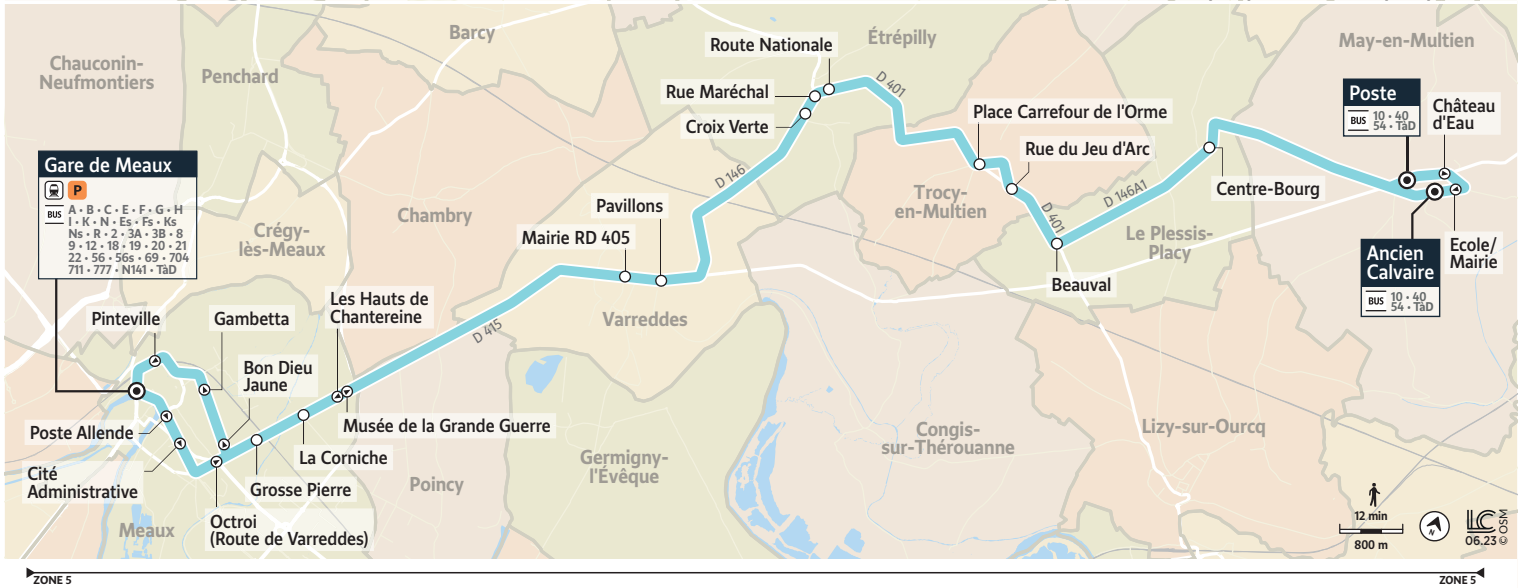 Chauconin-
Neufmontiers
Penchard
Barcy
Étrépilly
May-en-Multien
Route Nationale
Rue Maréchal
Croix Verte
D 401
Place Carrefour de l'Orme
Rue du Jeu d'Arc
Poste
BUS 10 • 40
54 • TàD
Château
d'Eau
Gare de Meaux
P
BUS A • B • C • E • F • G • H
I • K • N • Es • Fs • Ks
Ns • R • 2 • 3A • 3B • 8
9 • 12 • 18 • 19 • 20 • 21
22 • 56 • 56s • 69 • 704
711 • 777 • N141 • TàD
Crégy-
lès-Meaux
Chambry
D 146
Pavillons
Mairie RD 405
Trocy-
en-Multien
D 401
D 146A1
Centre-Bourg
Le Plessis-
Placy
Beauval
Ancien
Calvaire
BUS 10 • 40
54 • TàD
Ecole/
Mairie
Pinteville
Gambetta
Les Hauts de
Chantereine
Bon Dieu
Jaune
D 415
Varreddes
Poste Allende
Cité
Administrative
Musée de la Grande Guerre
La Corniche
Grosse Pierre
Octroi
(Route de Varreddes)
Meaux
Poincy
Germigny-
l'Évêque
Congis-
sur-Thérouanne
Lizy-sur-Ourcq
12 min
800 m
N
LC
06.23 © OSM
ZONE 5
ZONE 5